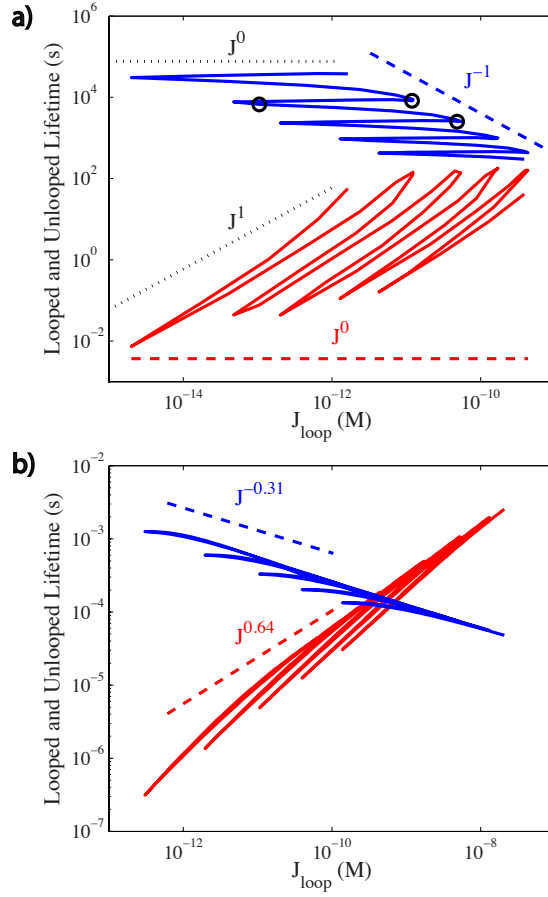 a)
Looped and Unlooped Lifetime (s)
10^6
10^4
10^2
10^0
10^-2
J^0
J^-1
J^1
J^0
10^-14
10^-12
10^-10
J_loop (M)
b)
Looped and Unlooped Lifetime (s)
10^-2
10^-3
10^-4
10^-5
10^-6
10^-7
J^-0.31
J^0.64
10^-12
10^-10
10^-8
J_loop (M)